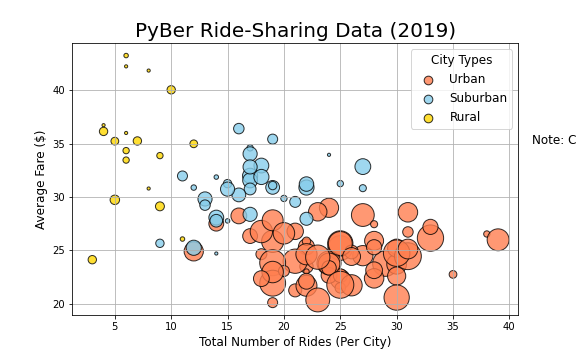 PyBer Ride-Sharing Data (2019)
City Types
Urban
Suburban
Rural
Note: C
Average Fare ($)
40
35
30
25
20
5
10
15
20
25
30
35
40
Total Number of Rides (Per City)